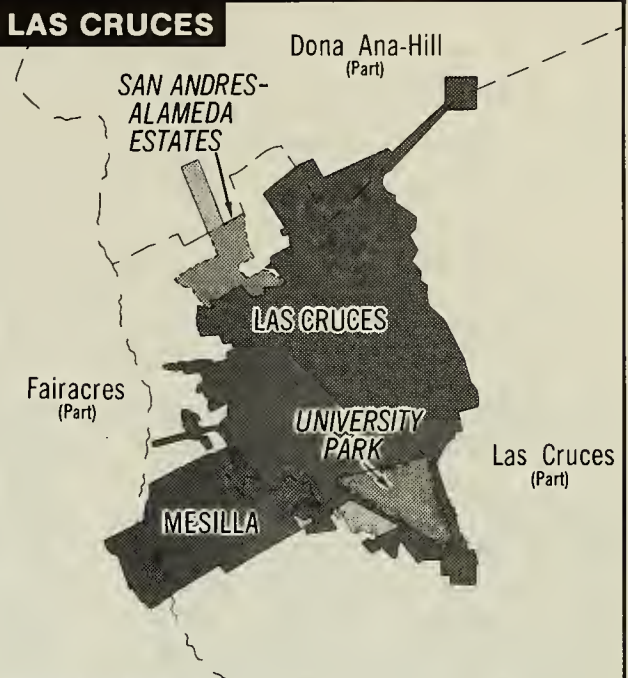 LAS CRUCES
Dona Ana-Hill
(Part)
SAN ANDRES-
ALAMEDA
ESTATES
LAS CRUCES
Fairacres
(Part)
UNIVERSITY
PARK
Las Cruces
(Part)
MESILLA